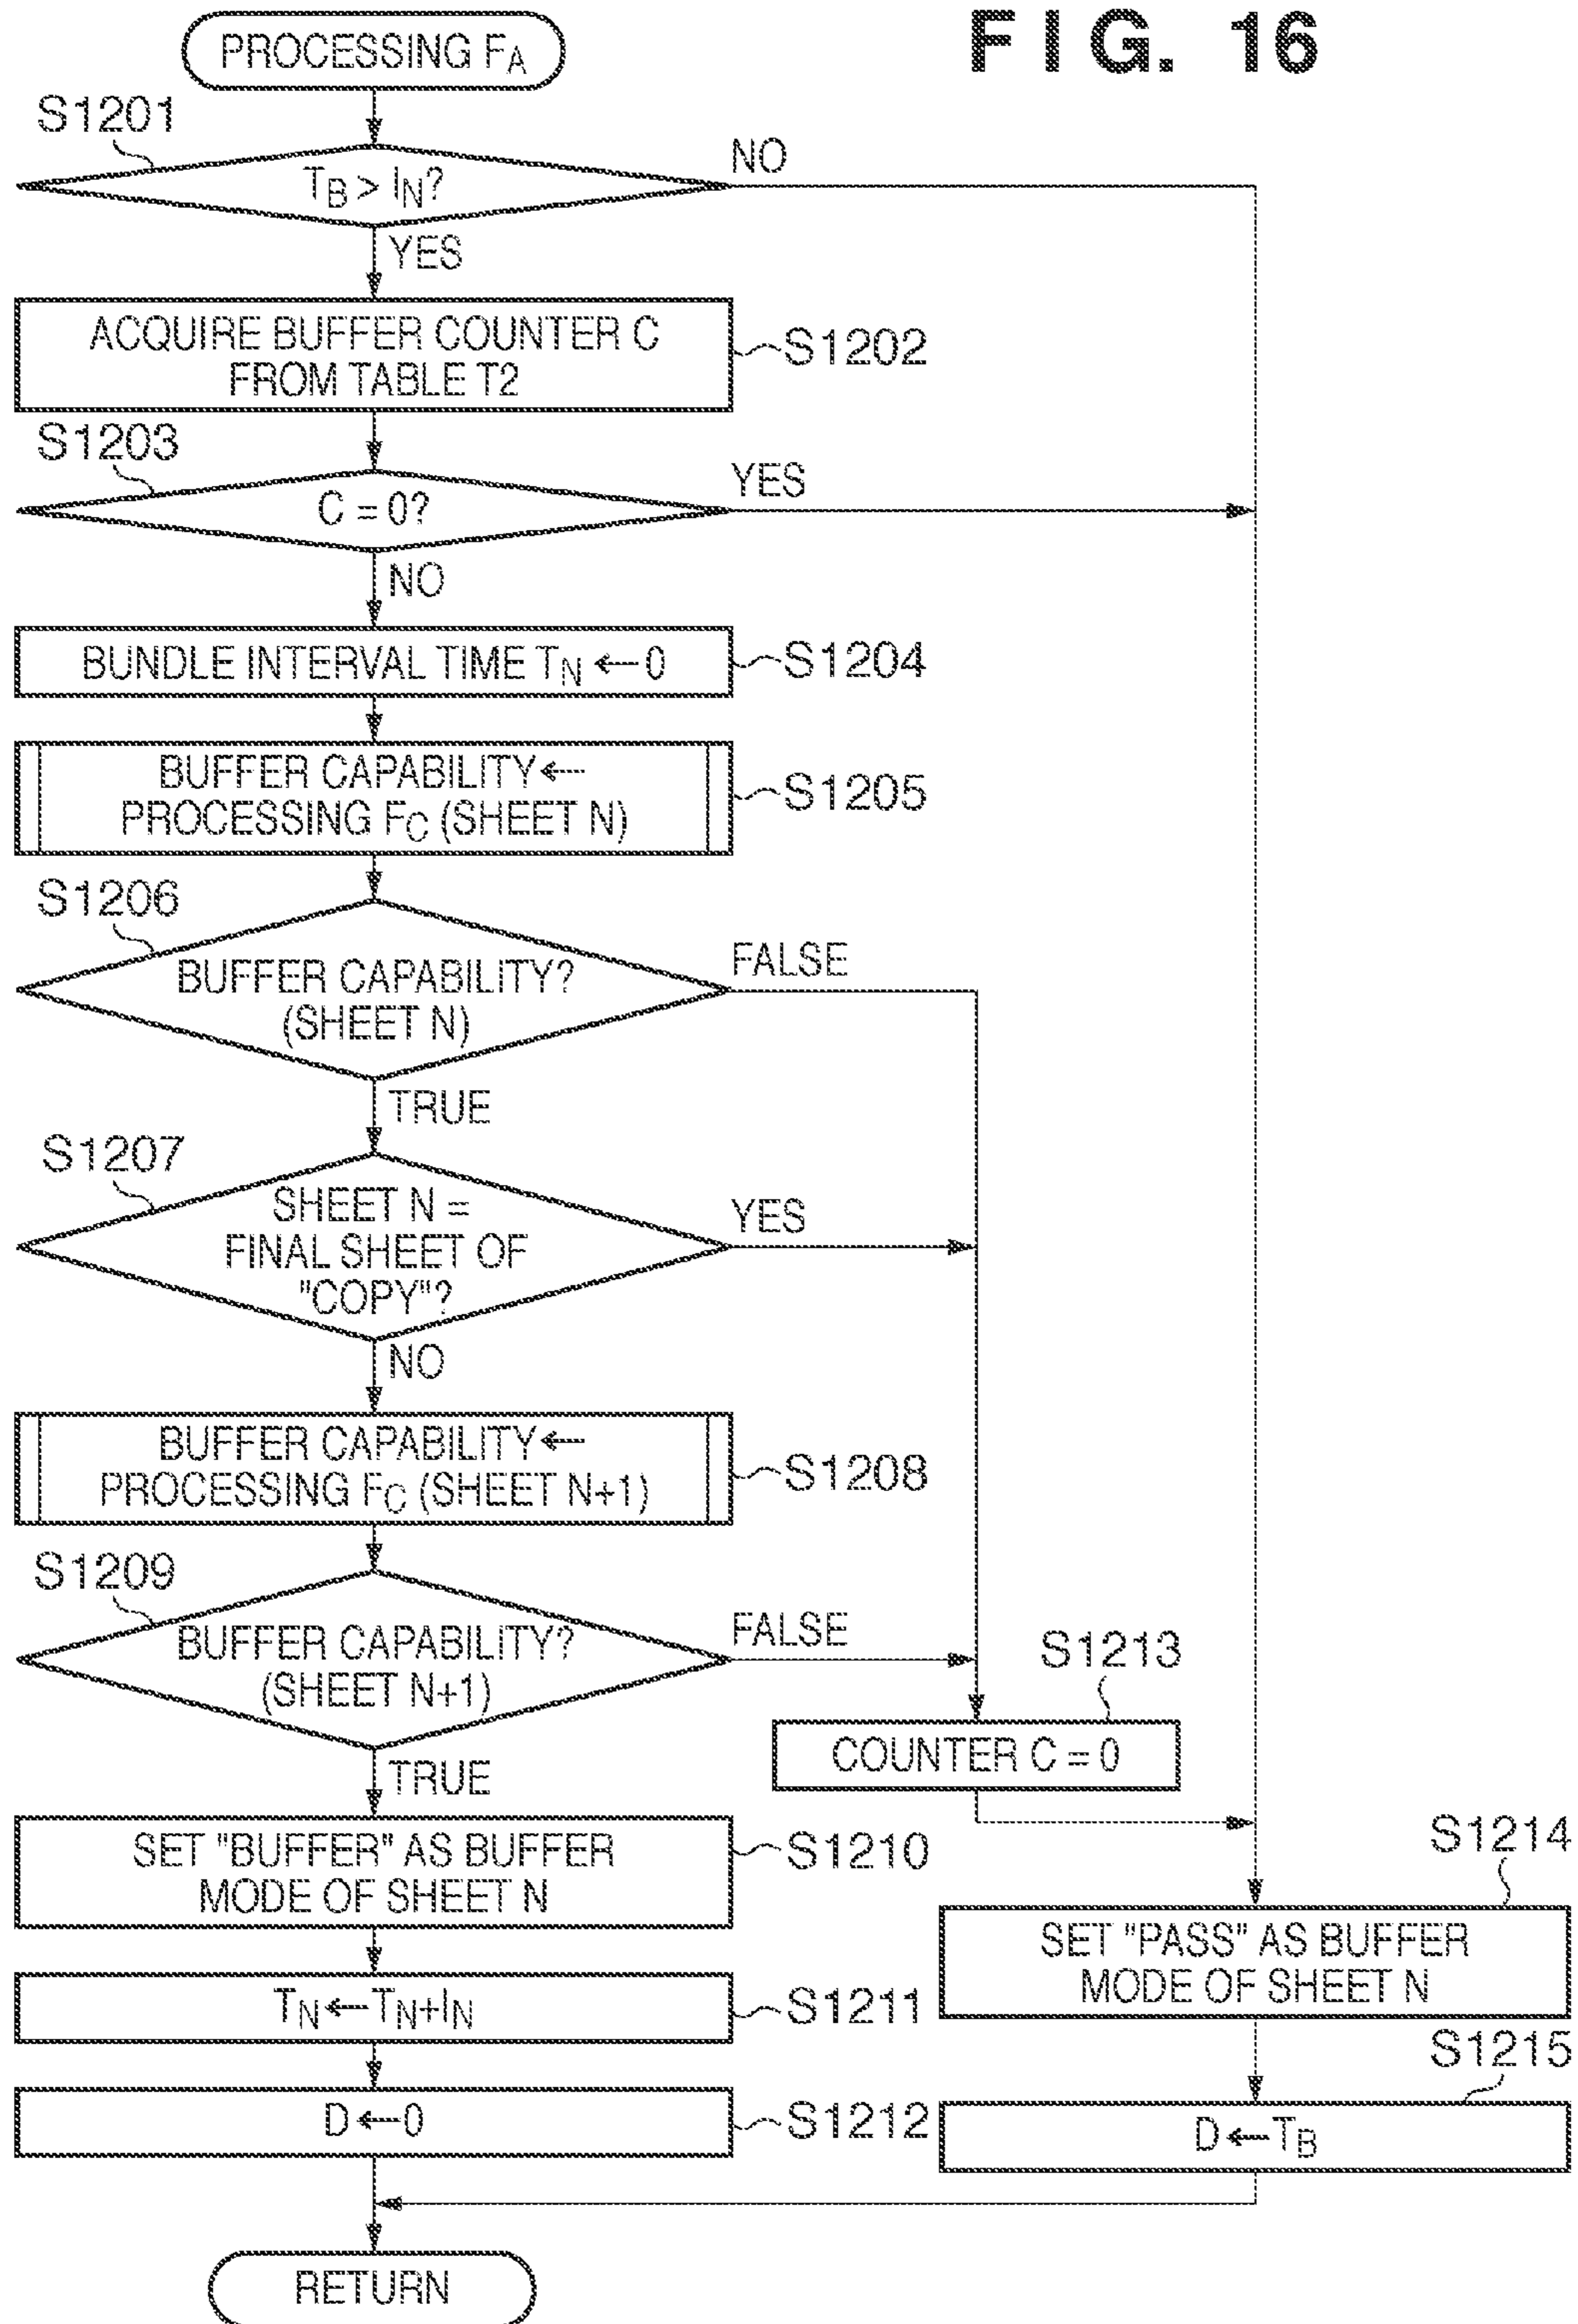 FIG. 16
PROCESSING FA
S1201
TB > IN?
NO
YES
ACQUIRE BUFFER COUNTER C
FROM TABLE T2
S1202
S1203
C = 0?
YES
NO
BUNDLE INTERVAL TIME TN ← 0
S1204
BUFFER CAPABILITY ←
PROCESSING FC (SHEET N)
S1205
S1206
BUFFER CAPABILITY?
(SHEET N)
FALSE
TRUE
S1207
SHEET N =
FINAL SHEET OF
"COPY"?
YES
NO
BUFFER CAPABILITY ←
PROCESSING FC (SHEET N+1)
S1208
S1209
BUFFER CAPABILITY?
(SHEET N+1)
FALSE
TRUE
S1213
COUNTER C = 0
SET "BUFFER" AS BUFFER
MODE OF SHEET N
S1210
S1214
SET "PASS" AS BUFFER
MODE OF SHEET N
TN ← TN+IN
S1211
S1215
D ← 0
S1212
D ← TB
RETURN